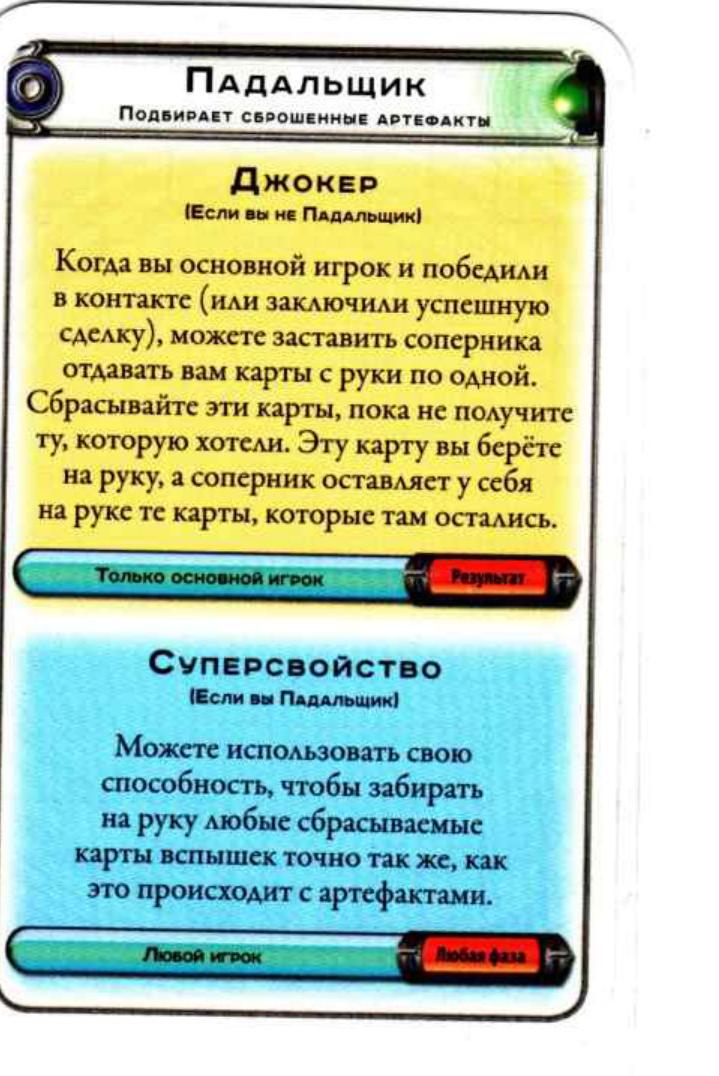 Падальщик
Подбирает сброшенные артефакты
Джокер
(Если вы не Падальщик)
Когда вы основной игрок и победили
в контакте (или заключили успешную
сделку), можете заставить соперника
отдавать вам карты с руки по одной.
Сбрасывайте эти карты, пока не получите
ту, которую хотели. Эту карту вы берёте
на руку, а соперник оставляет у себя
на руке те карты, которые там остались.
Только основной игрок Результат
Суперсвойство
(Если вы Падальщик)
Можете использовать свою
способность, чтобы забирать
на руку любые сбрасываемые
карты вспышек точно так же, как
это происходит с артефактами.
Любой игрок Любая фаза